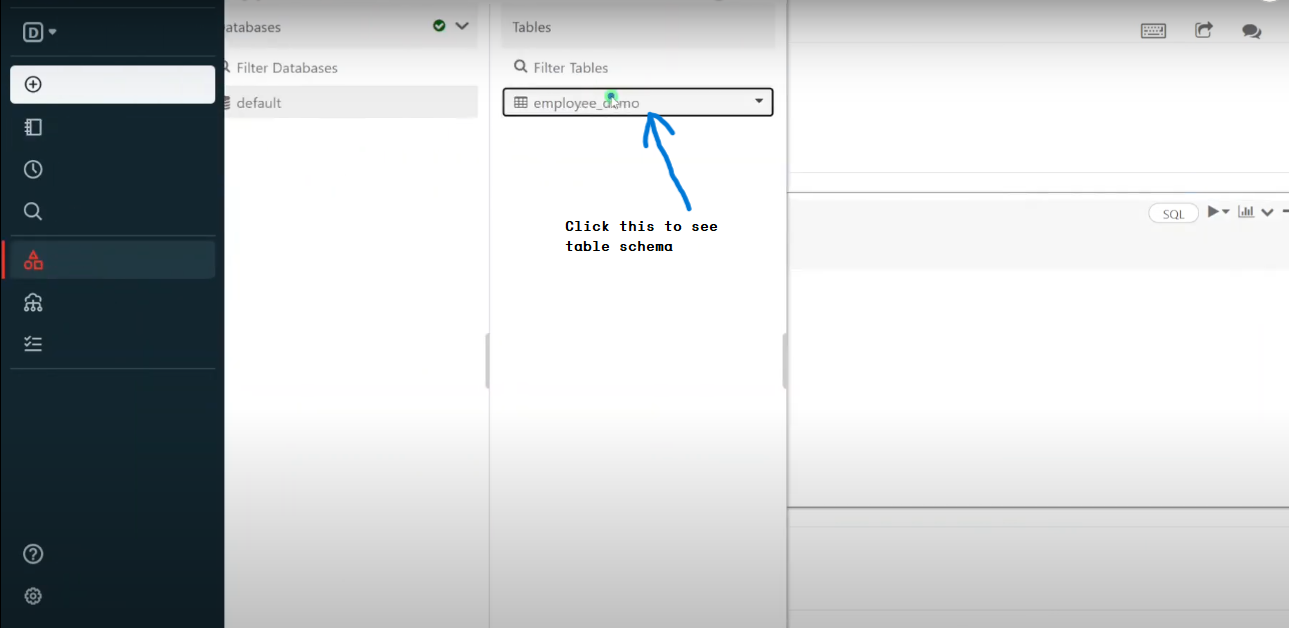 D
atabases
Tables
Filter Databases
Filter Tables
default
employee_demo
SQL
Click this to see
table schema